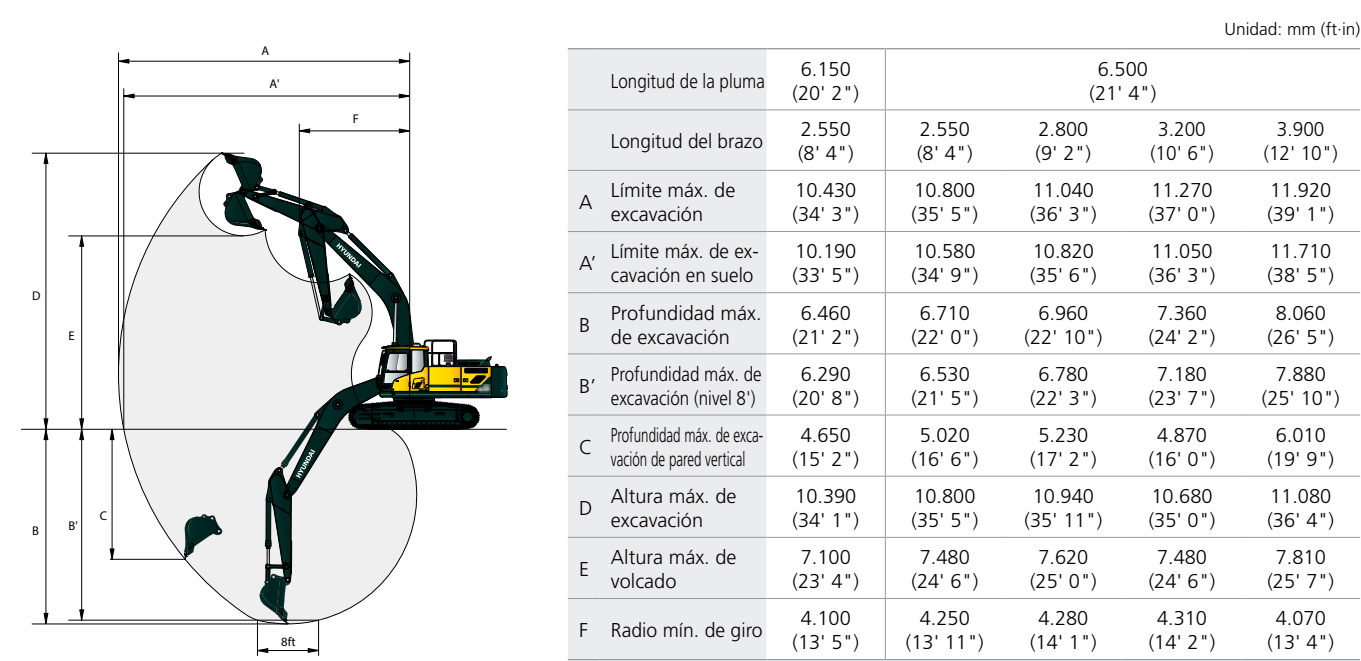 Unidad: mm (ft·in)
A
A'
F
D
E
B
B'
C
8ft
HYUNDAI
HYUNDAI
Longitud de la pluma 6.150 6.500
(20' 2") (21' 4")
Longitud del brazo 2.550 2.550 2.800 3.200 3.900
(8' 4") (8' 4") (9' 2") (10' 6") (12' 10")
A Límite máx. de 10.430 10.800 11.040 11.270 11.920
excavación (34' 3") (35' 5") (36' 3") (37' 0") (39' 1")
A’ Límite máx. de ex- 10.190 10.580 10.820 11.050 11.710
cavación en suelo (33' 5") (34' 9") (35' 6") (36' 3") (38' 5")
B Profundidad máx. 6.460 6.710 6.960 7.360 8.060
de excavación (21' 2") (22' 0") (22' 10") (24' 2") (26' 5")
B’ Profundidad máx. de 6.290 6.530 6.780 7.180 7.880
excavación (nivel 8') (20' 8") (21' 5") (22' 3") (23' 7") (25' 10")
C Profundidad máx. de exca- 4.650 5.020 5.230 4.870 6.010
vación de pared vertical (15' 2") (16' 6") (17' 2") (16' 0") (19' 9")
D Altura máx. de 10.390 10.800 10.940 10.680 11.080
excavación (34' 1") (35' 5") (35' 11") (35' 0") (36' 4")
E Altura máx. de 7.100 7.480 7.620 7.480 7.810
volcado (23' 4") (24' 6") (25' 0") (24' 6") (25' 7")
F Radio mín. de giro 4.100 4.250 4.280 4.310 4.070
(13' 5") (13' 11") (14' 1") (14' 2") (13' 4")